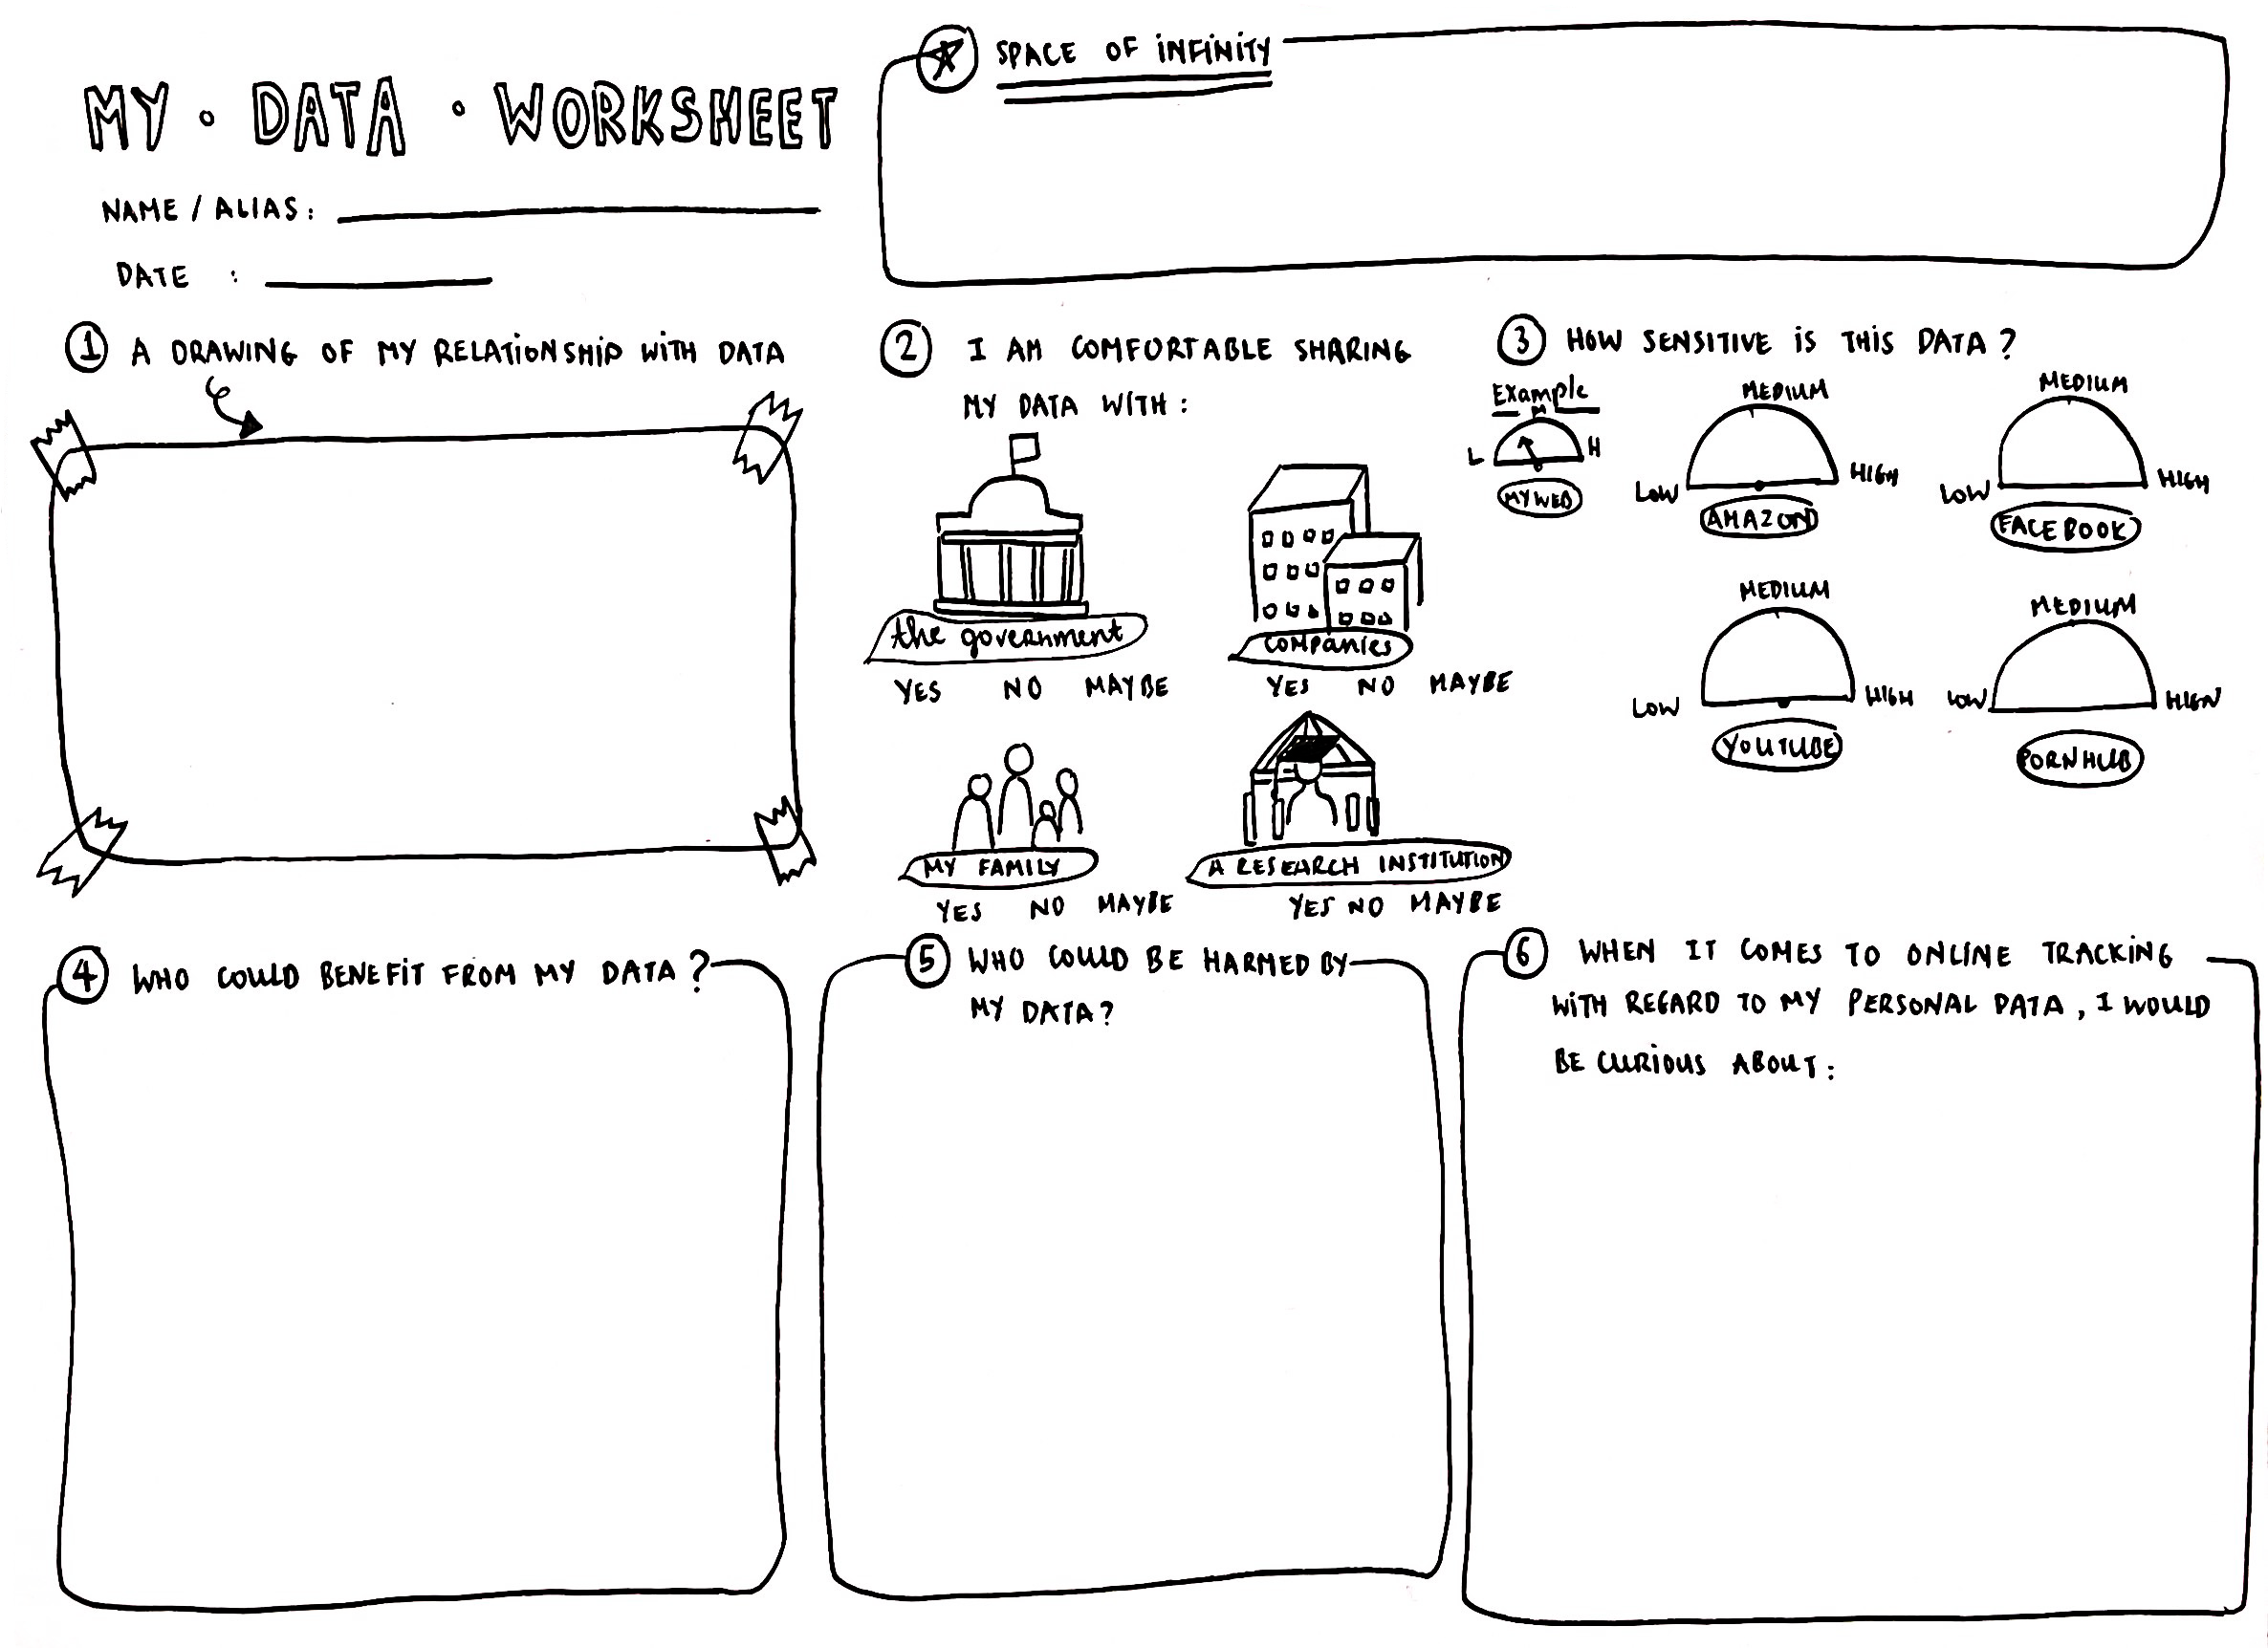 MY · DATA · WORKSHEET
NAME / ALIAS:
DATE :
SPACE OF INFINITY
1 A DRAWING OF MY RELATIONSHIP WITH DATA
2 I AM COMFORTABLE SHARING
MY DATA WITH:
the government
YES NO MAYBE
COMPANIES
YES NO MAYBE
MY FAMILY
YES NO MAYBE
A RESEARCH INSTITUTION
YES NO MAYBE
3 HOW SENSITIVE IS THIS DATA?
Example
M
L H
MY WEB
MEDIUM
LOW HIGH
AMAZON
MEDIUM
LOW HIGH
FACEBOOK
MEDIUM
LOW HIGH
YOUTUBE
MEDIUM
LOW HIGH
PORNHUB
4 WHO COULD BENEFIT FROM MY DATA?
5 WHO COULD BE HARMED BY
MY DATA?
6 WHEN IT COMES TO ONLINE TRACKING
WITH REGARD TO MY PERSONAL DATA, I WOULD
BE CURIOUS ABOUT: